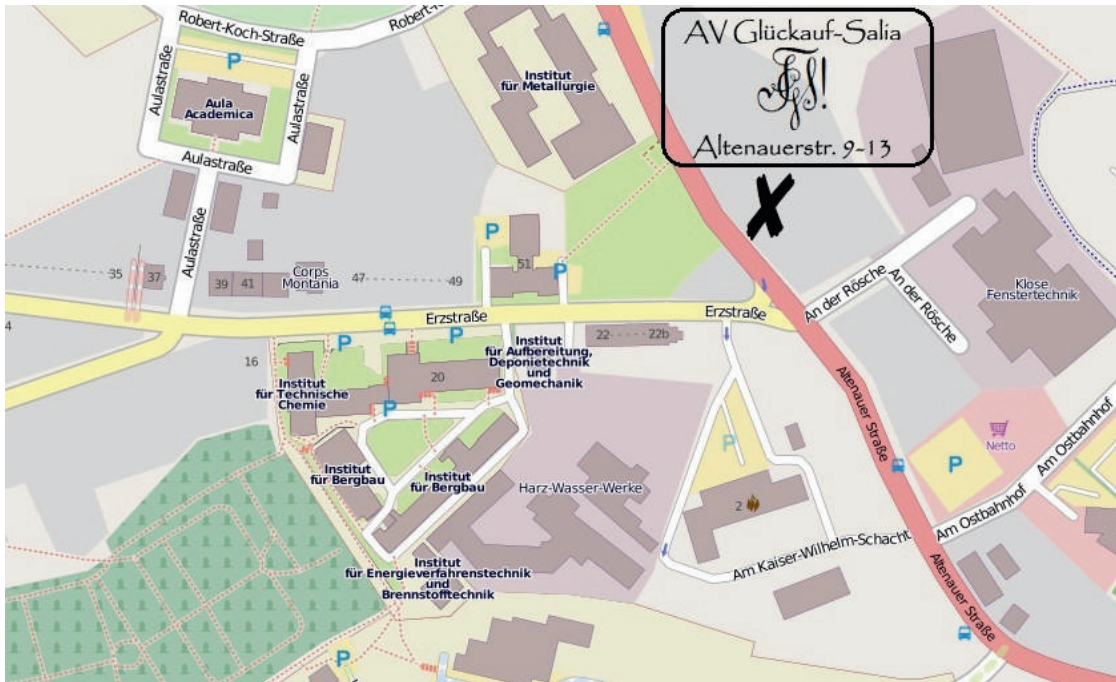 Robert-Koch-Straße
P
Aulastraße
Aulastraße
Aula
Academica
Aulastraße
Aulastraße
Institut
für Metallurgie
AV Glückauf-Salia
Altenauerstr. 9-13
P
35
37
39
41
Corps
Montania
47
49
51
P
An der Rösche
An der Rösche
Klose
Fenstertechnik
4
Erzstraße
Erzstraße
16
P
P
20
Institut
für Aufbereitung,
Deponietechnik
und
Geomechanik
22
22b
Institut
für Technische
Chemie
P
Altenauer Straße
Netto
P
Am Ostbahnhof
Am Ostbahnhof
P
Institut
für Bergbau
Institut
für Bergbau
Harz-Wasser-Werke
2
Am Kaiser-Wilhelm-Schacht
Altenauer Straße
Institut
für Energieverfahrenstechnik
und
Brennstofftechnik
P